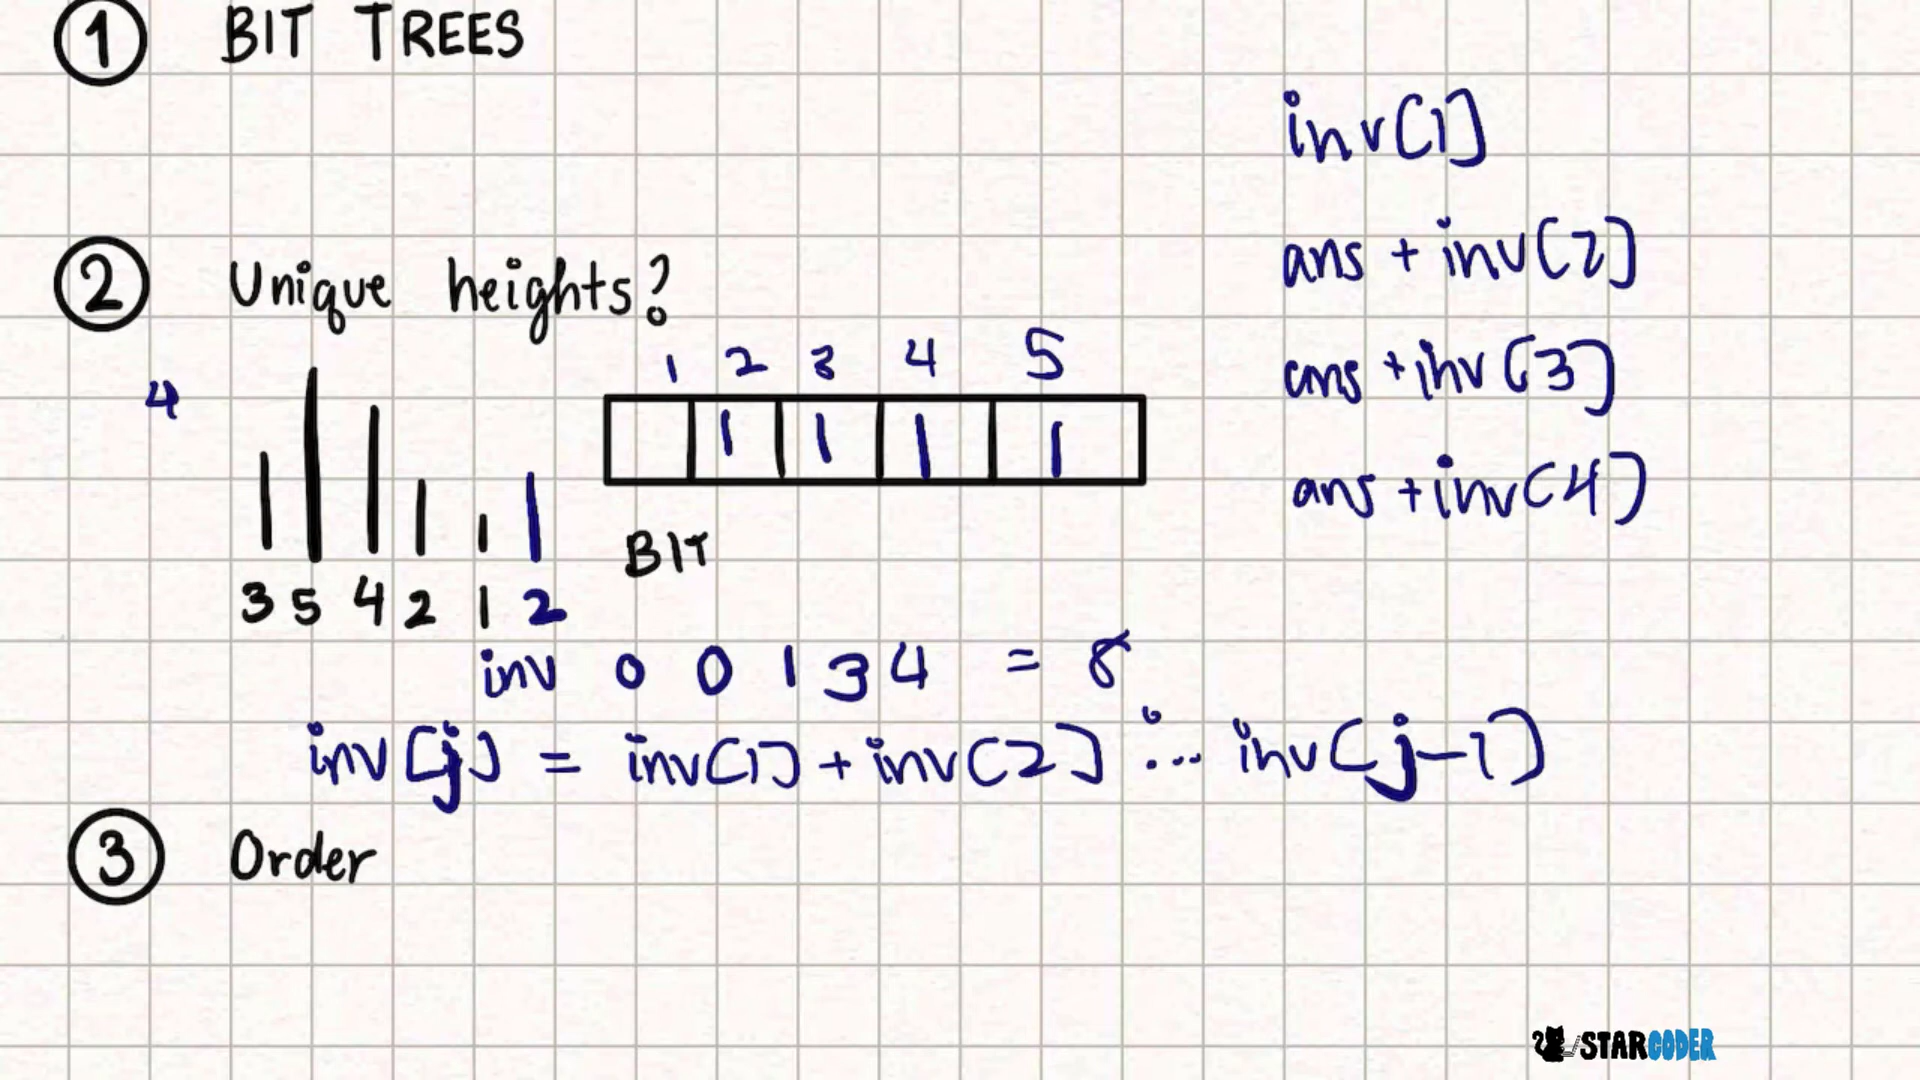 1 BIT TREES
inv[1]
ans + inv[2]
2 Unique heights?
1 2 3 4 5
ans + inv[3]
4
1 1 1 1
ans + inv[4]
BIT
3 5 4 2 1 2
inv 0 0 1 3 4 = 8
inv[j] = inv[1] + inv[2] ... inv[j-1]
3 Order
STARCODER